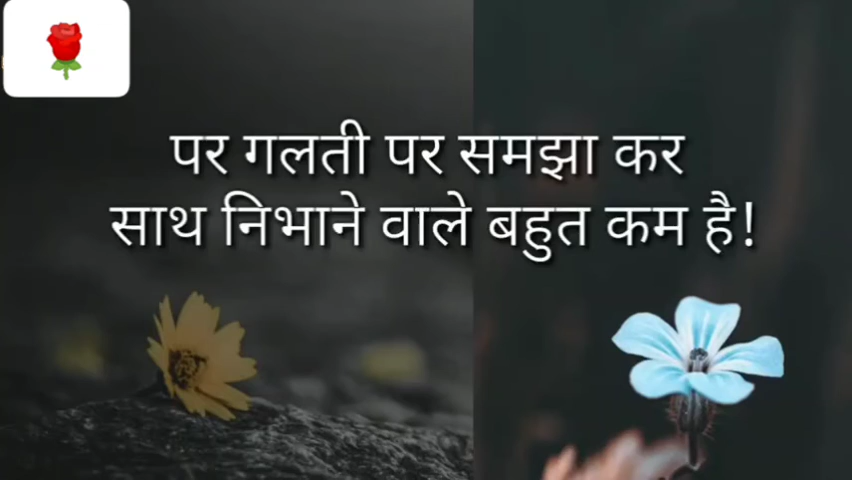 पर गलती पर समझा कर
साथ निभाने वाले बहुत कम है!